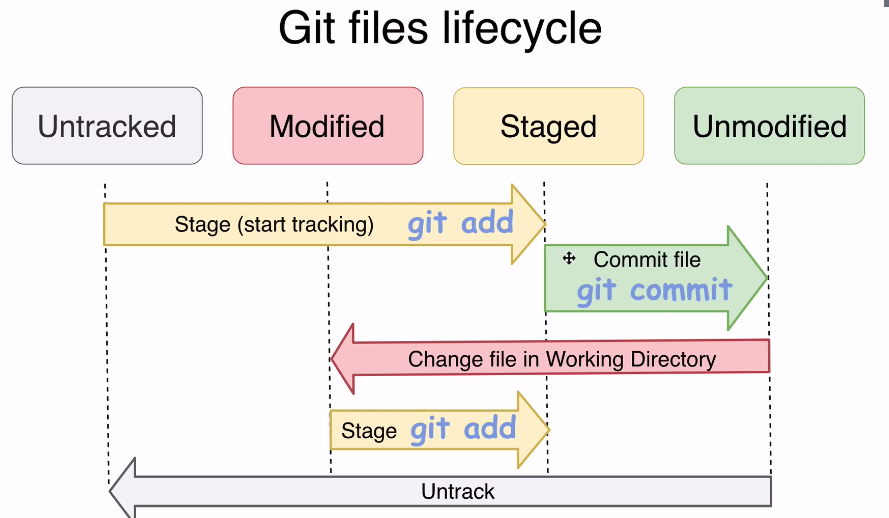 Git files lifecycle
Untracked
Modified
Staged
Unmodified
Stage (start tracking) git add
Commit file
git commit
Change file in Working Directory
Stage git add
Untrack